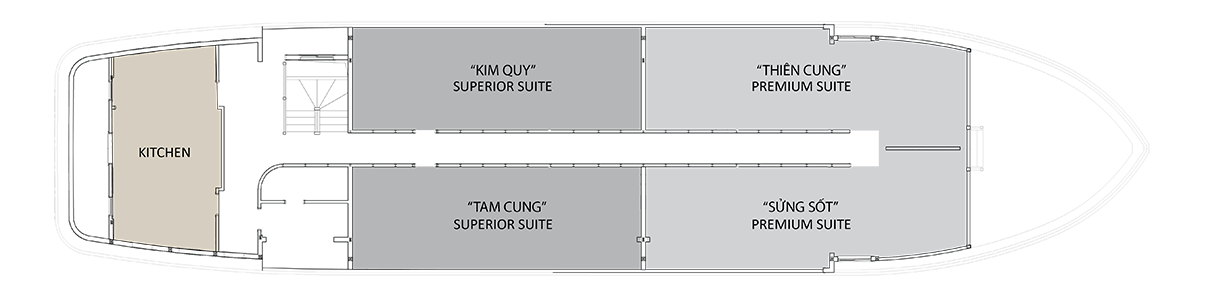 “KIM QUY”
SUPERIOR SUITE
“THIÊN CUNG”
PREMIUM SUITE
KITCHEN
“TAM CUNG”
SUPERIOR SUITE
“SỬNG SỐT”
PREMIUM SUITE